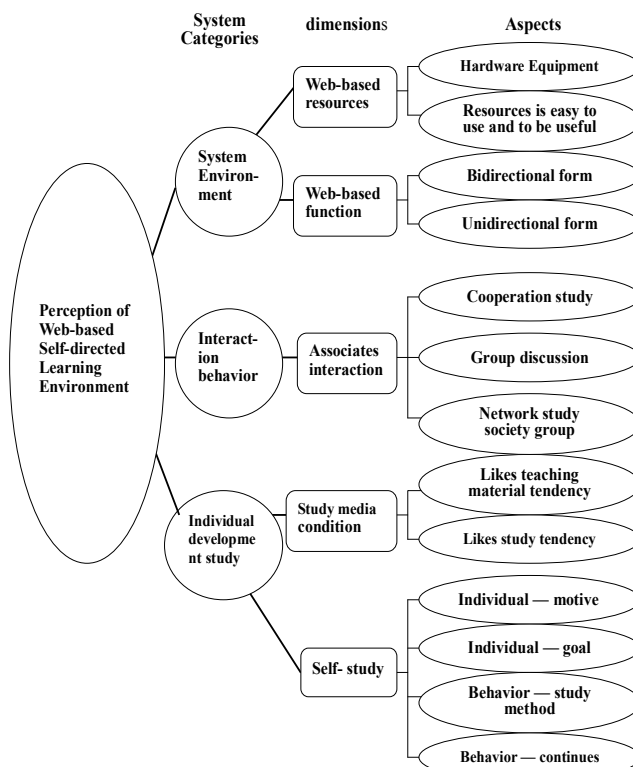 System
Categories
dimensions
Aspects
Perception of
Web-based
Self-directed
Learning
Environment
System
Environ-
ment
Web-based
resources
Hardware Equipment
Resources is easy to
use and to be useful
Web-based
function
Bidirectional form
Unidirectional form
Interact-
ion
behavior
Associates
interaction
Cooperation study
Group discussion
Network study
society group
Individual
developme
nt study
Study media
condition
Likes teaching
material tendency
Likes study tendency
Self- study
Individual — motive
Individual — goal
Behavior — study
method
Behavior — continues